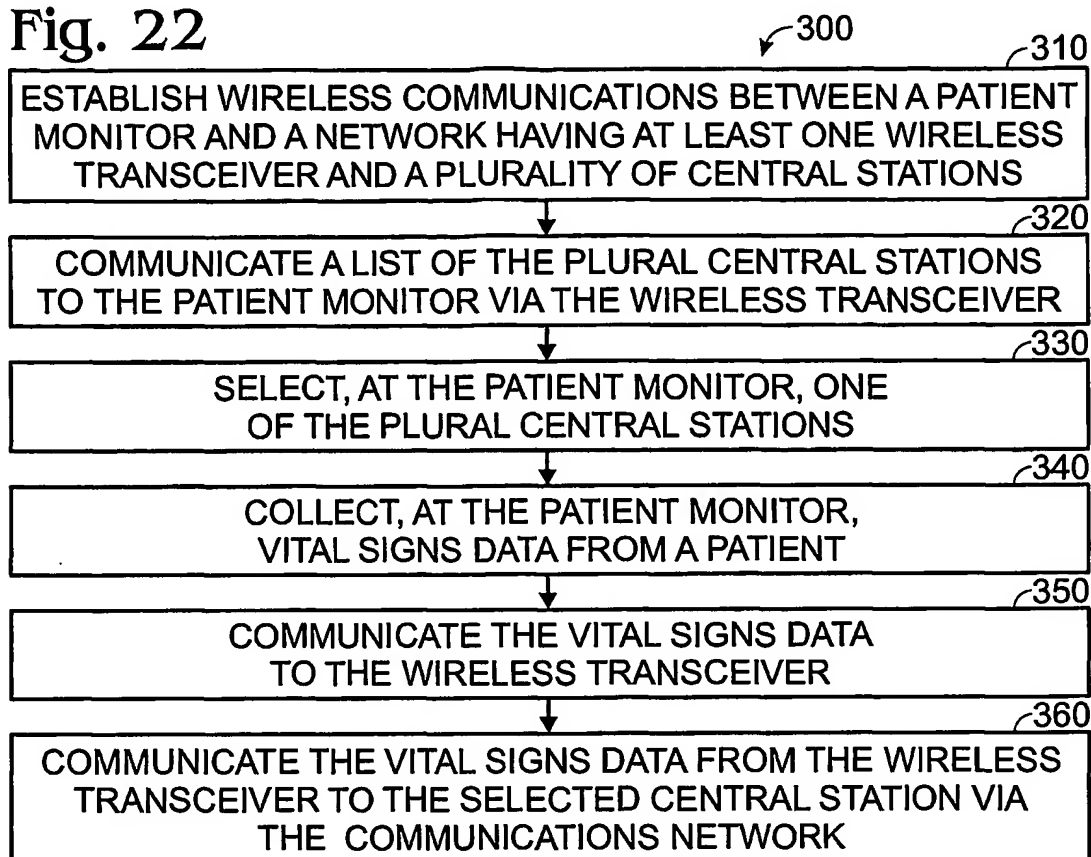 Fig. 22
300
310
ESTABLISH WIRELESS COMMUNICATIONS BETWEEN A PATIENT
MONITOR AND A NETWORK HAVING AT LEAST ONE WIRELESS
TRANSCEIVER AND A PLURALITY OF CENTRAL STATIONS
320
COMMUNICATE A LIST OF THE PLURAL CENTRAL STATIONS
TO THE PATIENT MONITOR VIA THE WIRELESS TRANSCEIVER
330
SELECT, AT THE PATIENT MONITOR, ONE
OF THE PLURAL CENTRAL STATIONS
340
COLLECT, AT THE PATIENT MONITOR,
VITAL SIGNS DATA FROM A PATIENT
350
COMMUNICATE THE VITAL SIGNS DATA
TO THE WIRELESS TRANSCEIVER
360
COMMUNICATE THE VITAL SIGNS DATA FROM THE WIRELESS
TRANSCEIVER TO THE SELECTED CENTRAL STATION VIA
THE COMMUNICATIONS NETWORK